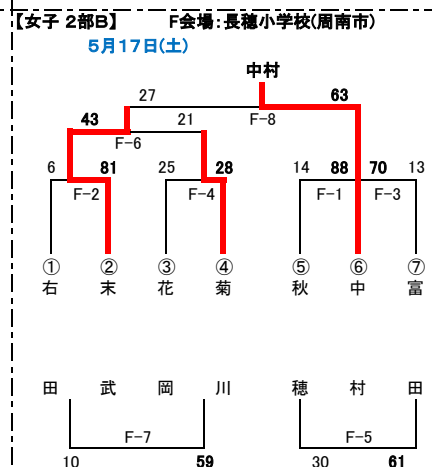 【女子 2部B】 F会場：長穂小学校(周南市)
5月17日(土)
中村
27 63
43 21 F-8
F-6
6 81 25 28 14 88 70 13
F-2 F-4 F-1 F-3
① ② ③ ④ ⑤ ⑥ ⑦
右 末 花 菊 秋 中 富
田 武 岡 川 穂 村 田
F-7 F-5
10 59 30 61